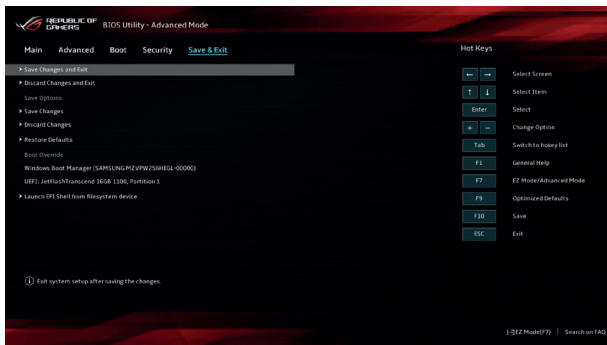 REPUBLIC OF
GAMERS
BIOS Utility - Advanced Mode
Main Advanced Boot Security Save & Exit
Hot Keys
> Save Changes and Exit
> Discard Changes and Exit
Save Options
> Save Changes
> Discard Changes
> Restore Defaults
Boot Override
Windows Boot Manager (SAMSUNG MZVPW256HEGL-00000)
UEFI: JetFlashTranscend 16GB 1100, Partition 1
> Launch EFI Shell from filesystem device
← → Select Screen
↑ ↓ Select Item
Enter Select
+ − Change Option
Tab Switch to hokey list
F1 General Help
F7 EZ Mode/Advanced Mode
F9 Optimized Defaults
F10 Save
ESC Exit
i Exit system setup after saving the changes.
EZ Mode(F7) | Search on FAQ